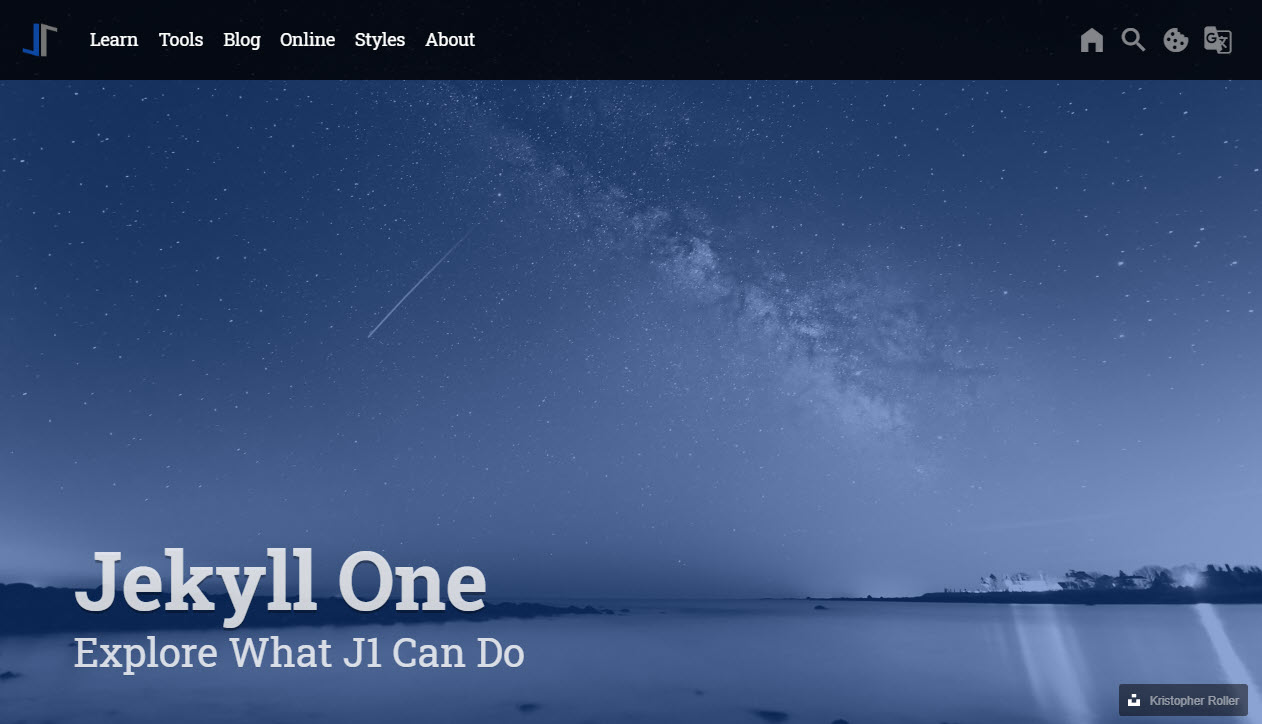 Learn Tools Blog Online Styles About
Jekyll One
Explore What J1 Can Do
Kristopher Roller